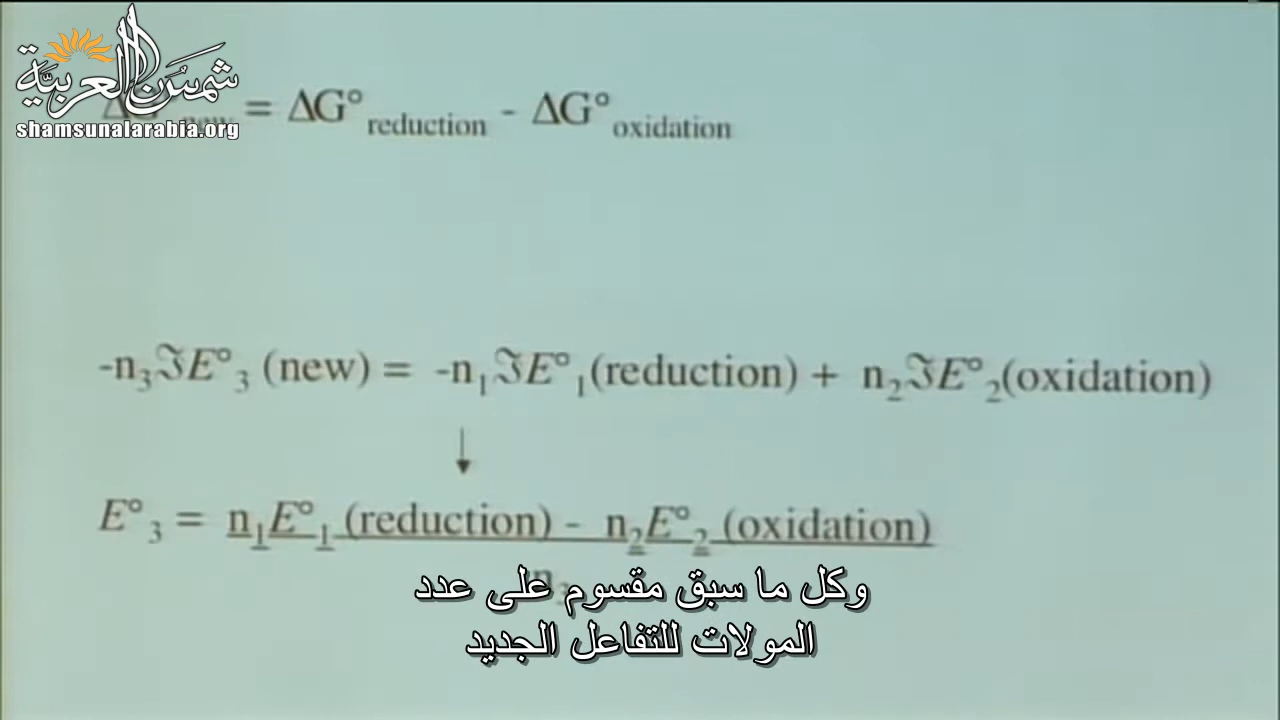 شمس العربية
shamsunalarabia.org
= ΔG° reduction - ΔG° oxidation
-n₃ℑE°₃ (new) = -n₁ℑE°₁(reduction) + n₂ℑE°₂(oxidation)
↓
E°₃ = n₁E°₁ (reduction) - n₂E°₂ (oxidation)
وكل ما سبق مقسوم على عدد
المولات للتفاعل الجديد